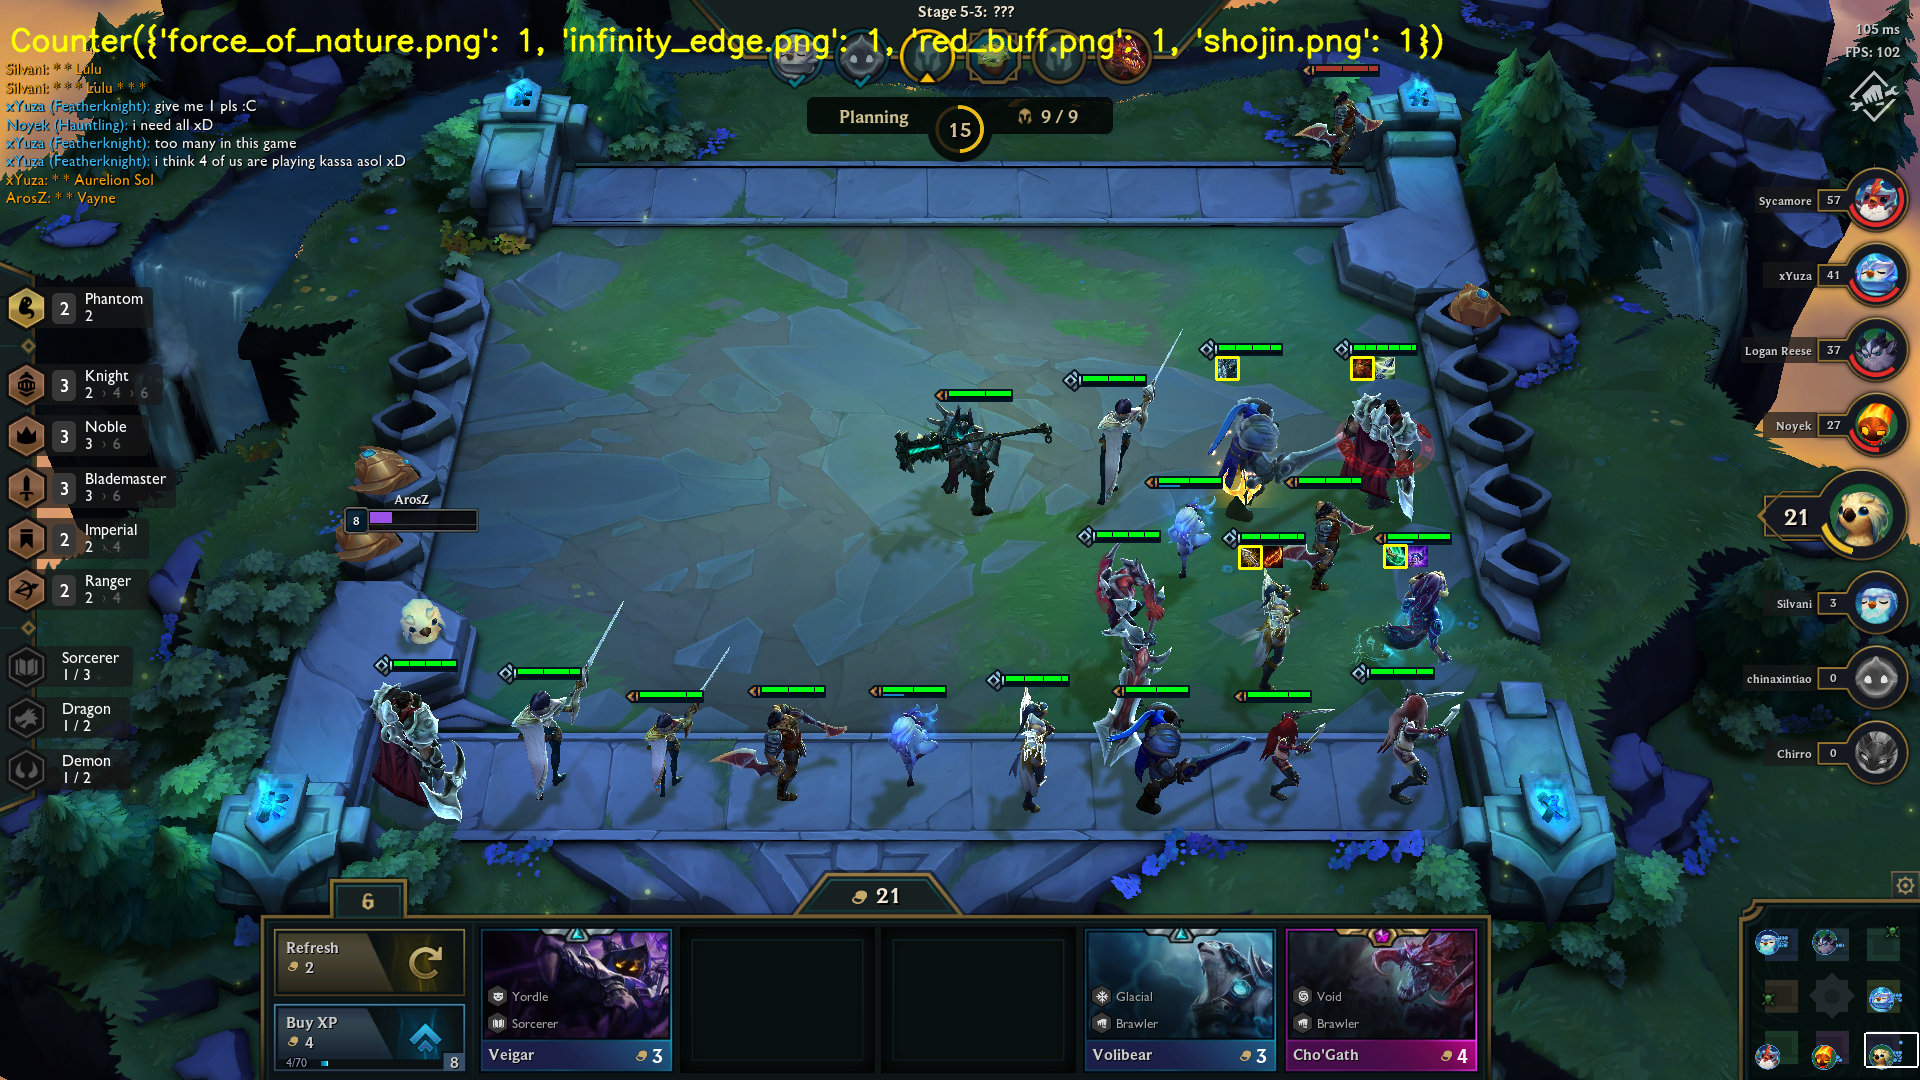 Stage 5-3: ???
Counter({'force_of_nature.png': 1, 'infinity_edge.png': 1, 'red_buff.png': 1, 'shojin.png': 1})
105 ms
FPS: 102
Silvani: * * Lulu
Silvani: * * * Lulu * * *
xYuza (Featherknight): give me 1 pls :C
Noyek (Hauntling): i need all xD
xYuza (Featherknight): too many in this game
xYuza (Featherknight): i think 4 of us are playing kassa asol xD
xYuza: * * Aurelion Sol
ArosZ: * * Vayne
Planning
15
9 / 9
Sycamore 57
xYuza 41
Logan Reese 37
Noyek 27
21
Silvani 3
chinaxintiao 0
Chirro 0
2 Phantom
2
3 Knight
2 › 4 › 6
3 Noble
3 › 6
3 Blademaster
3 › 6
2 Imperial
2 › 4
2 Ranger
2 › 4
Sorcerer
1 / 3
Dragon
1 / 2
Demon
1 / 2
ArosZ
8
6
21
Refresh
2
Buy XP
4
4/70
8
Yordle
Sorcerer
Veigar 3
Glacial
Brawler
Volibear 3
Void
Brawler
Cho'Gath 4